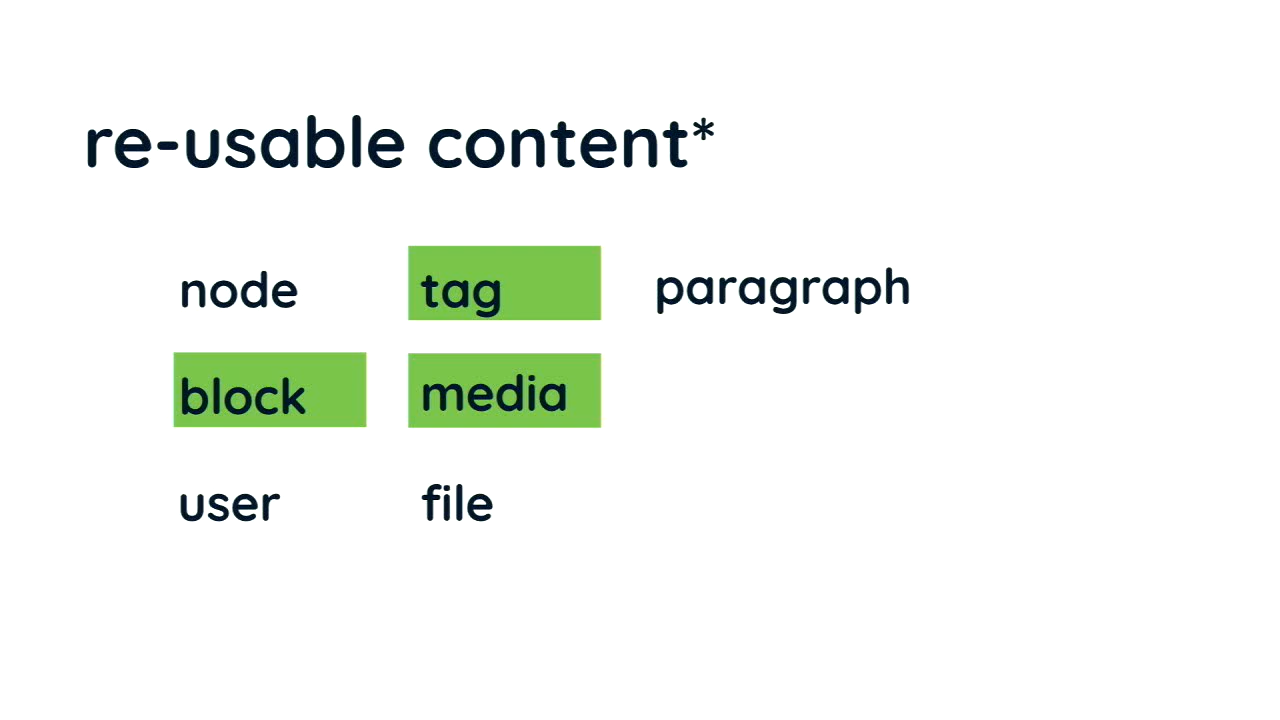 re-usable content*
node tag paragraph
block media
user file